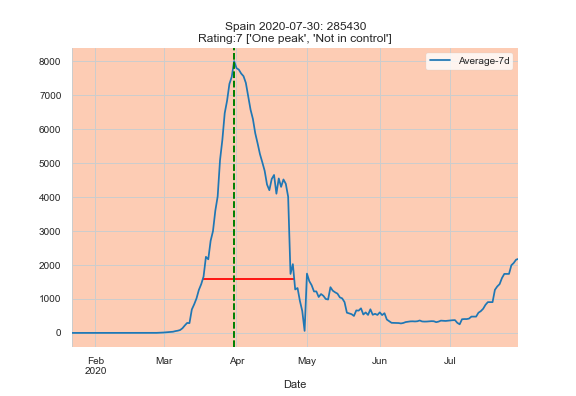 Spain 2020-07-30: 285430
Rating:7 ['One peak', 'Not in control']
Average-7d
8000
7000
6000
5000
4000
3000
2000
1000
0
Feb Mar Apr May Jun Jul
2020
Date